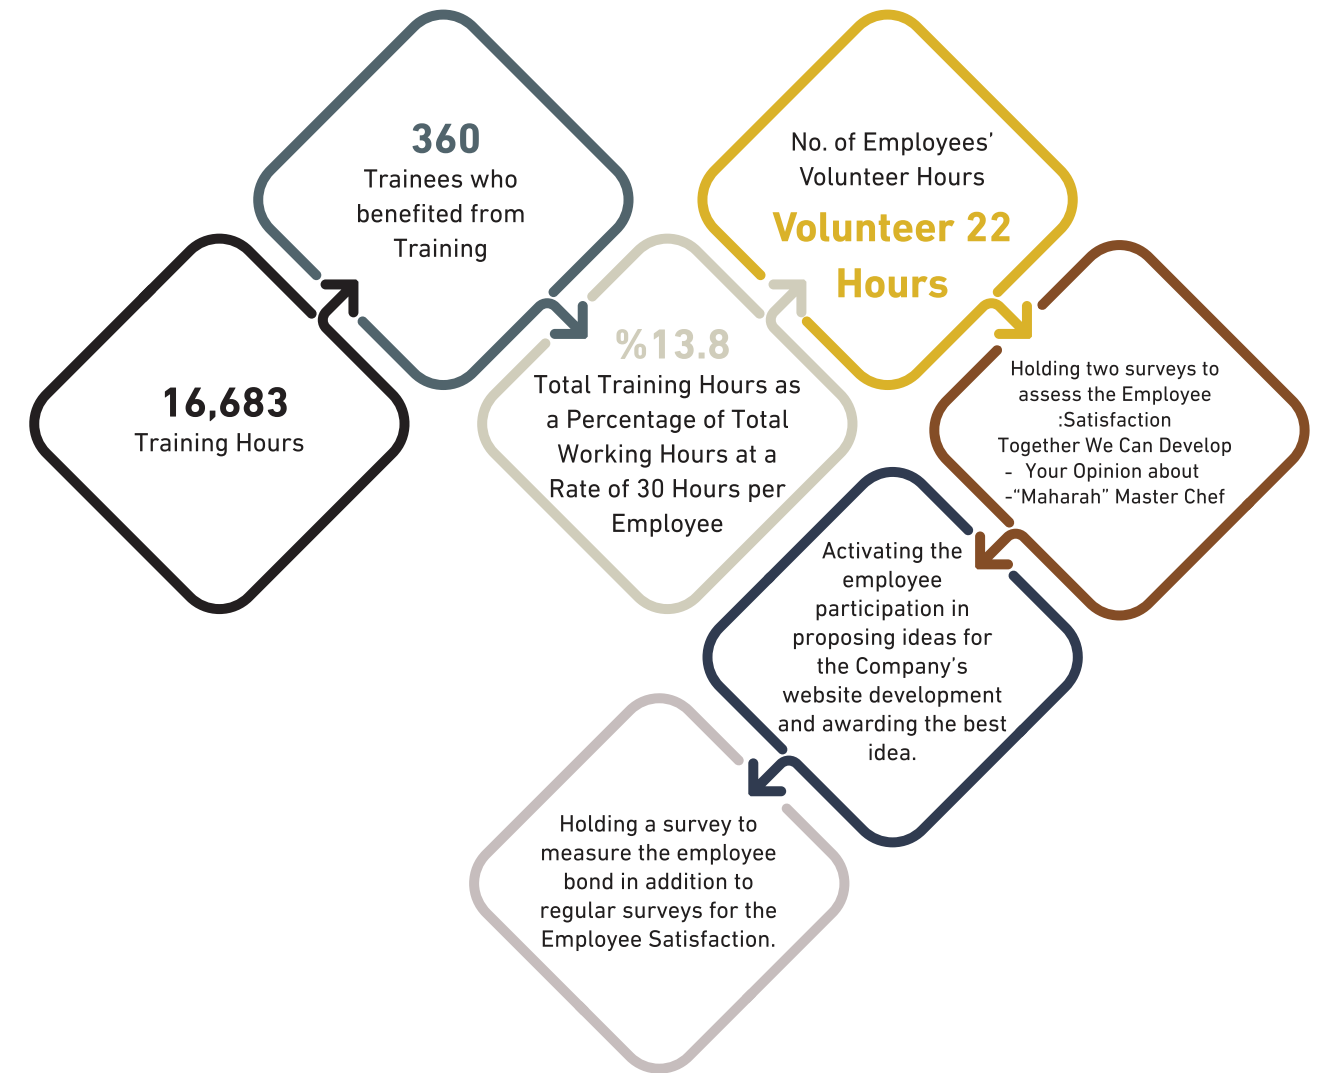 16,683
Training Hours
360
Trainees who
benefited from
Training
%13.8
Total Training Hours as
a Percentage of Total
Working Hours at a
Rate of 30 Hours per
Employee
No. of Employees’
Volunteer Hours
Volunteer 22
Hours
Holding two surveys to
assess the Employee
:Satisfaction
Together We Can Develop
- Your Opinion about
-“Maharah” Master Chef
Activating the
employee
participation in
proposing ideas for
the Company’s
website development
and awarding the best
idea.
Holding a survey to
measure the employee
bond in addition to
regular surveys for the
Employee Satisfaction.